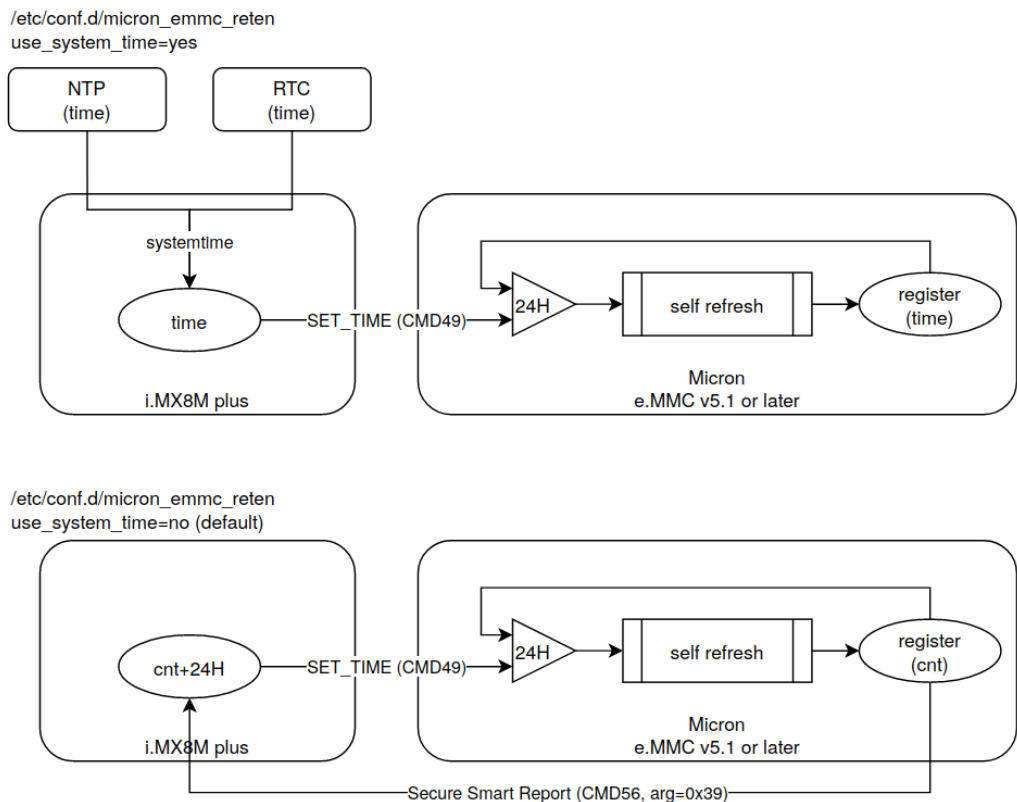 /etc/conf.d/micron_emmc_reten
use_system_time=yes
NTP
(time)
RTC
(time)
systemtime
time
SET_TIME (CMD49)
24H
self refresh
register
(time)
i.MX8M plus
Micron
e.MMC v5.1 or later
/etc/conf.d/micron_emmc_reten
use_system_time=no (default)
cnt+24H
SET_TIME (CMD49)
24H
self refresh
register
(cnt)
i.MX8M plus
Micron
e.MMC v5.1 or later
Secure Smart Report (CMD56, arg=0x39)